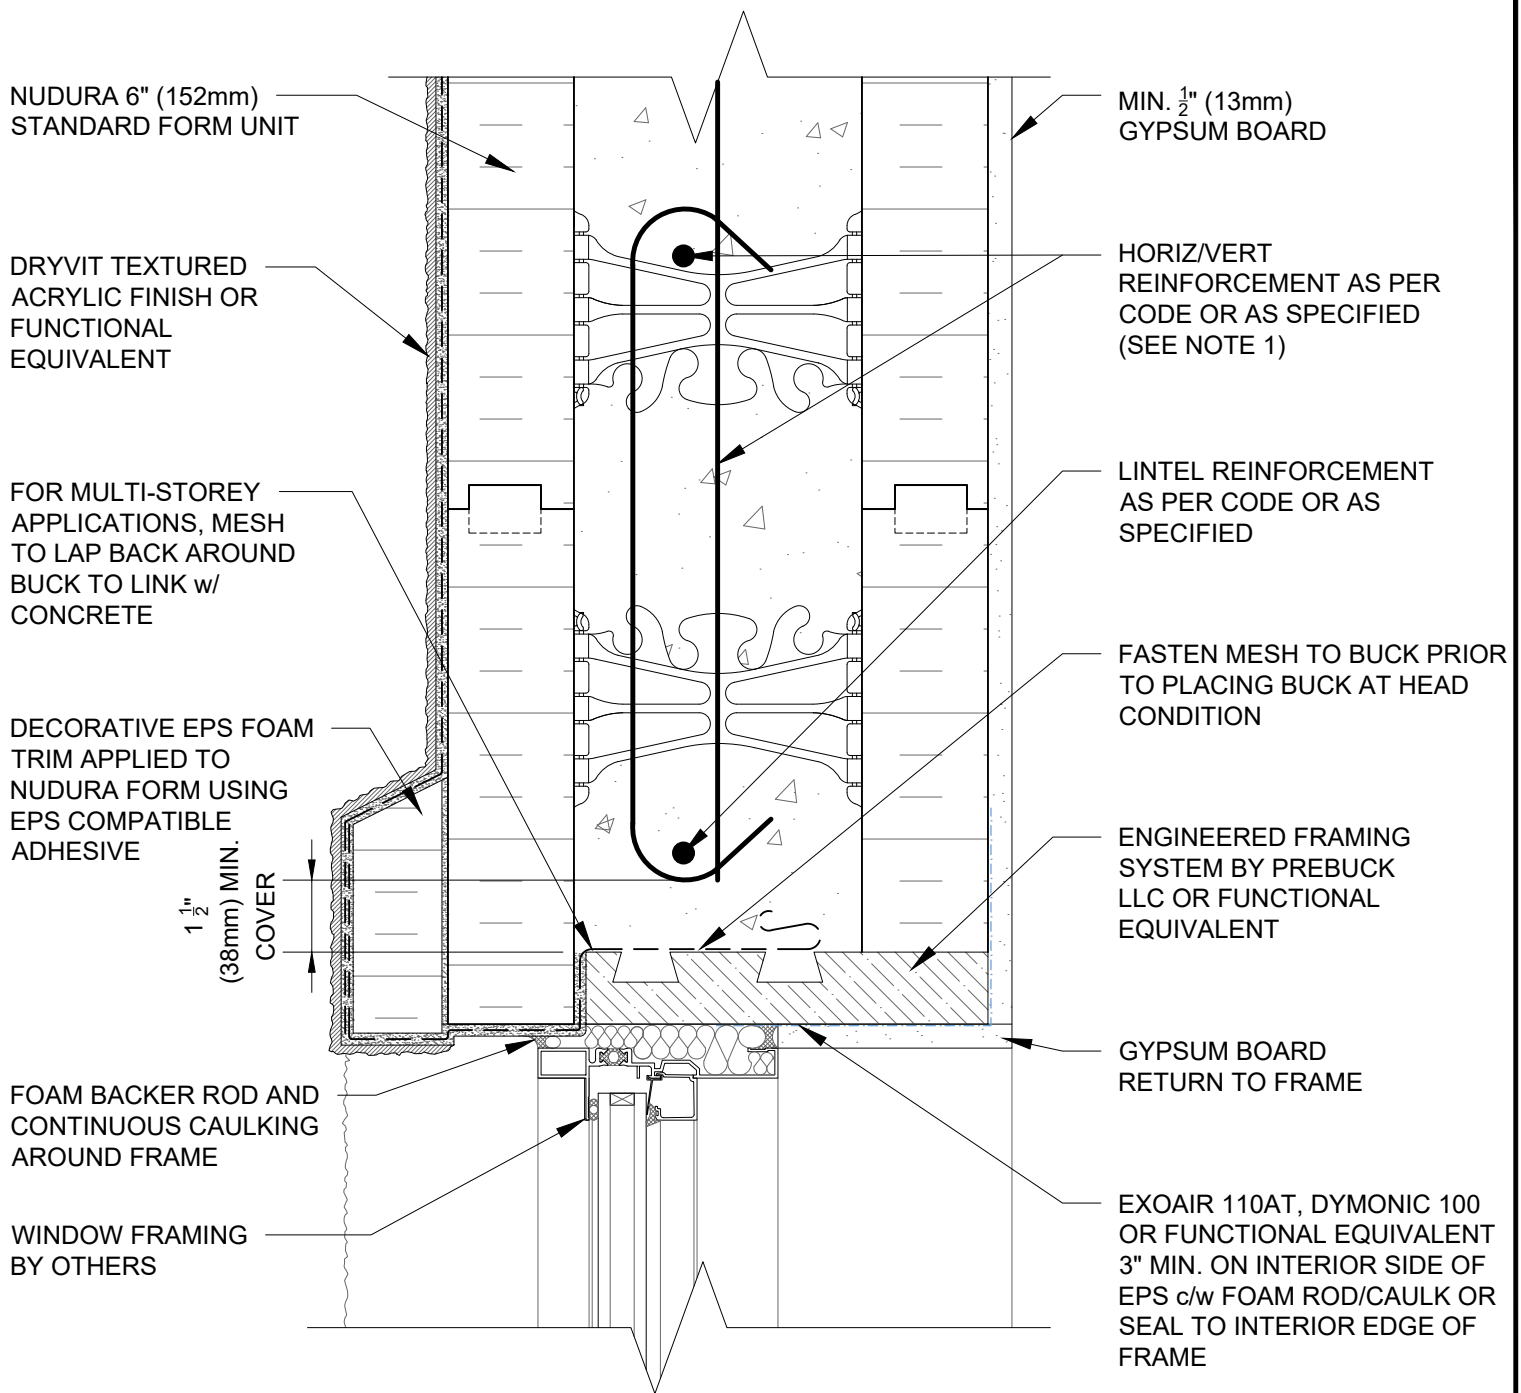 NUDURA 6" (152mm)
STANDARD FORM UNIT
DRYVIT TEXTURED
ACRYLIC FINISH OR
FUNCTIONAL
EQUIVALENT
FOR MULTI-STOREY
APPLICATIONS, MESH
TO LAP BACK AROUND
BUCK TO LINK w/
CONCRETE
DECORATIVE EPS FOAM
TRIM APPLIED TO
NUDURA FORM USING
EPS COMPATIBLE
ADHESIVE
1 1/2"
(38mm) MIN.
COVER
FOAM BACKER ROD AND
CONTINUOUS CAULKING
AROUND FRAME
WINDOW FRAMING
BY OTHERS
MIN. 1/2" (13mm)
GYPSUM BOARD
HORIZ/VERT
REINFORCEMENT AS PER
CODE OR AS SPECIFIED
(SEE NOTE 1)
LINTEL REINFORCEMENT
AS PER CODE OR AS
SPECIFIED
FASTEN MESH TO BUCK PRIOR
TO PLACING BUCK AT HEAD
CONDITION
ENGINEERED FRAMING
SYSTEM BY PREBUCK
LLC OR FUNCTIONAL
EQUIVALENT
GYPSUM BOARD
RETURN TO FRAME
EXOAIR 110AT, DYMONIC 100
OR FUNCTIONAL EQUIVALENT
3" MIN. ON INTERIOR SIDE OF
EPS c/w FOAM ROD/CAULK OR
SEAL TO INTERIOR EDGE OF
FRAME